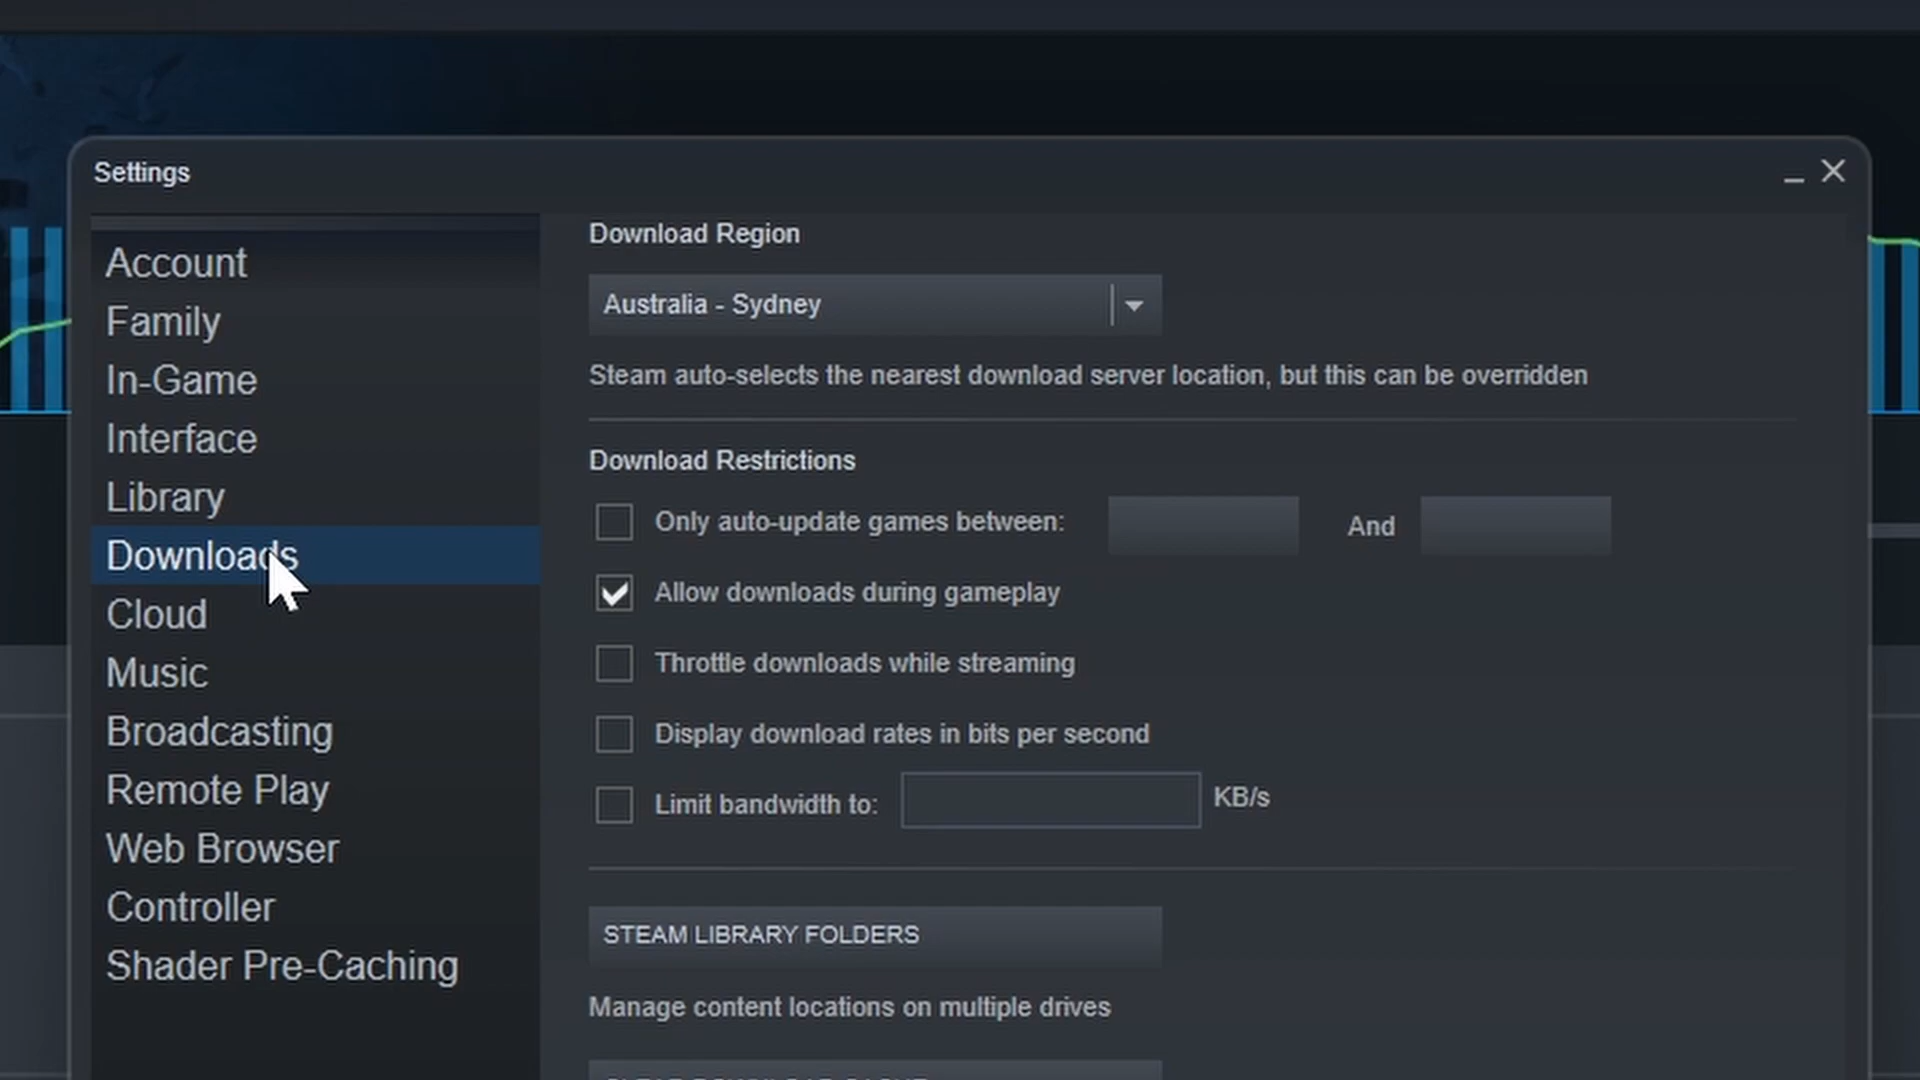 Settings
Account
Family
In-Game
Interface
Library
Downloads
Cloud
Music
Broadcasting
Remote Play
Web Browser
Controller
Shader Pre-Caching
Download Region
Australia - Sydney
Steam auto-selects the nearest download server location, but this can be overridden
Download Restrictions
Only auto-update games between: And
Allow downloads during gameplay
Throttle downloads while streaming
Display download rates in bits per second
Limit bandwidth to: KB/s
STEAM LIBRARY FOLDERS
Manage content locations on multiple drives